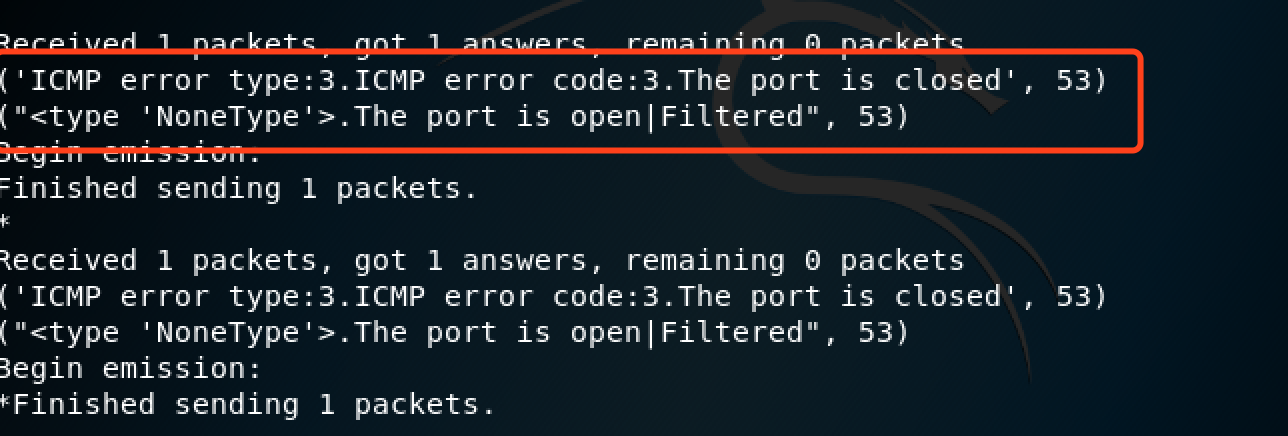 Received 1 packets, got 1 answers, remaining 0 packets
('ICMP error type:3.ICMP error code:3.The port is closed', 53)
("<type 'NoneType'>.The port is open|Filtered", 53)
Begin emission:
Finished sending 1 packets.
*
Received 1 packets, got 1 answers, remaining 0 packets
('ICMP error type:3.ICMP error code:3.The port is closed', 53)
("<type 'NoneType'>.The port is open|Filtered", 53)
Begin emission:
*Finished sending 1 packets.